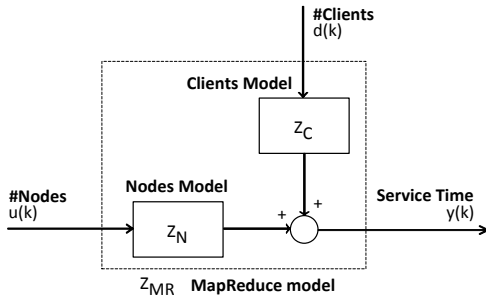 #Clients
d(k)
Clients Model
Z_C
#Nodes
u(k)
Nodes Model
Z_N
+
+
Service Time
y(k)
Z_MR MapReduce model